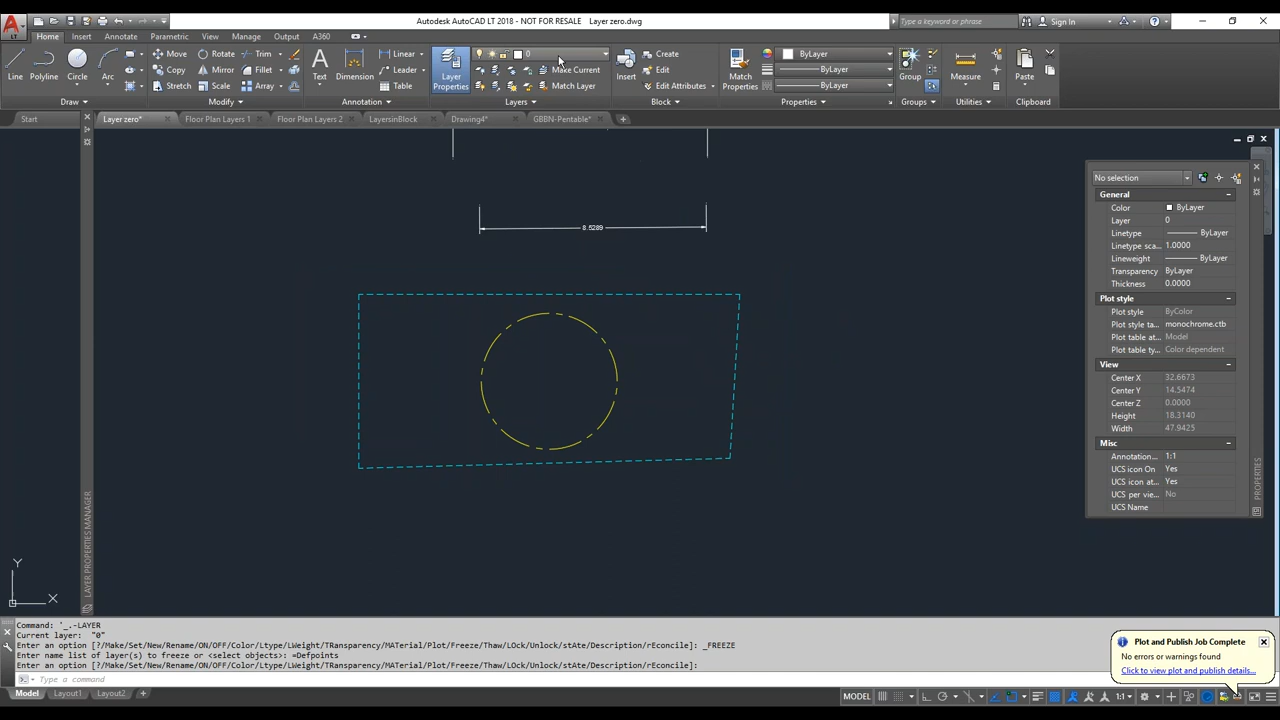 Autodesk AutoCAD LT 2018 - NOT FOR RESALE Layer zero.dwg
Type a keyword or phrase
Sign In
Home Insert Annotate Parametric View Manage Output A360
Line
Polyline
Circle
Arc
Draw
Move
Copy
Stretch
Rotate
Mirror
Scale
Trim
Fillet
Array
Modify
Text
Dimension
Linear
Leader
Table
Annotation
Layer Properties
0
Make Current
Match Layer
Layers
Insert
Create
Edit
Edit Attributes
Block
Match Properties
ByLayer
ByLayer
ByLayer
Properties
Group
Groups
Measure
Utilities
Paste
Clipboard
Start
Layer zero*
Floor Plan Layers 1
Floor Plan Layers 2
LayersinBlock
Drawing4*
GBBN-Pentable*
8.5289
LAYER PROPERTIES MANAGER
Y
X
No selection
General
Color ByLayer
Layer 0
Linetype ByLayer
Linetype sca... 1.0000
Lineweight ByLayer
Transparency ByLayer
Thickness 0.0000
Plot style
Plot style ByColor
Plot style ta... monochrome.ctb
Plot table at... Model
Plot table ty... Color dependent
View
Center X 32.6673
Center Y 14.5474
Center Z 0.0000
Height 18.3140
Width 47.9425
Misc
Annotation... 1:1
UCS icon On Yes
UCS icon at... Yes
UCS per vie... No
UCS Name
PROPERTIES
Command: '_.-LAYER
Current layer: "0"
Enter an option [?/Make/Set/New/Rename/ON/OFF/Color/Ltype/LWeight/TRansparency/MATerial/Plot/Freeze/Thaw/LOck/Unlock/stAte/Description/rEconcile]: _FREEZE
Enter name list of layer(s) to freeze or <select objects>: =Defpoints
Enter an option [?/Make/Set/New/Rename/ON/OFF/Color/Ltype/LWeight/TRansparency/MATerial/Plot/Freeze/Thaw/LOck/Unlock/stAte/Description/rEconcile]:
Type a command
Plot and Publish Job Complete
No errors or warnings found
Click to view plot and publish details...
Model Layout1 Layout2
MODEL
1:1